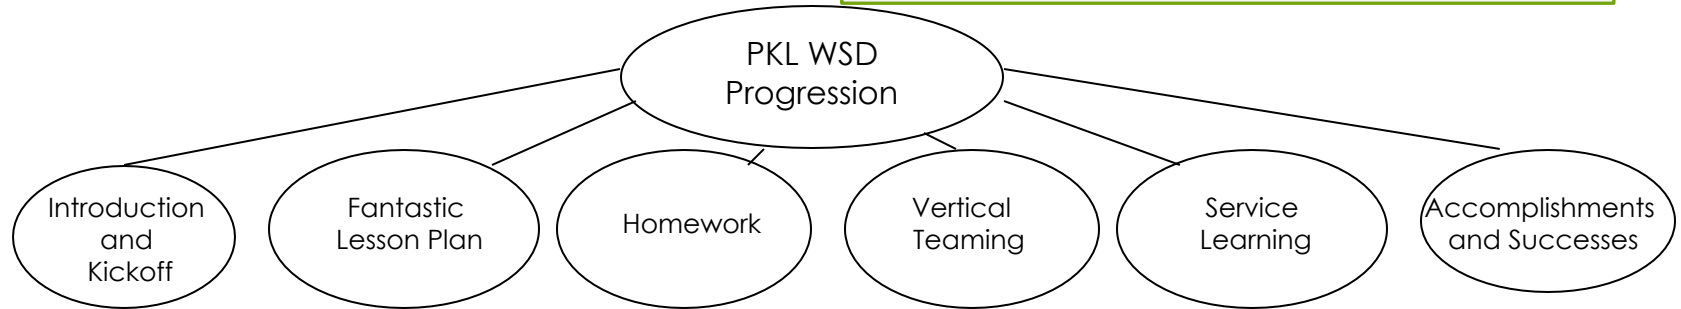 PKL WSD
Progression
Introduction
and
Kickoff
Fantastic
Lesson Plan
Homework
Vertical
Teaming
Service
Learning
Accomplishments
and Successes